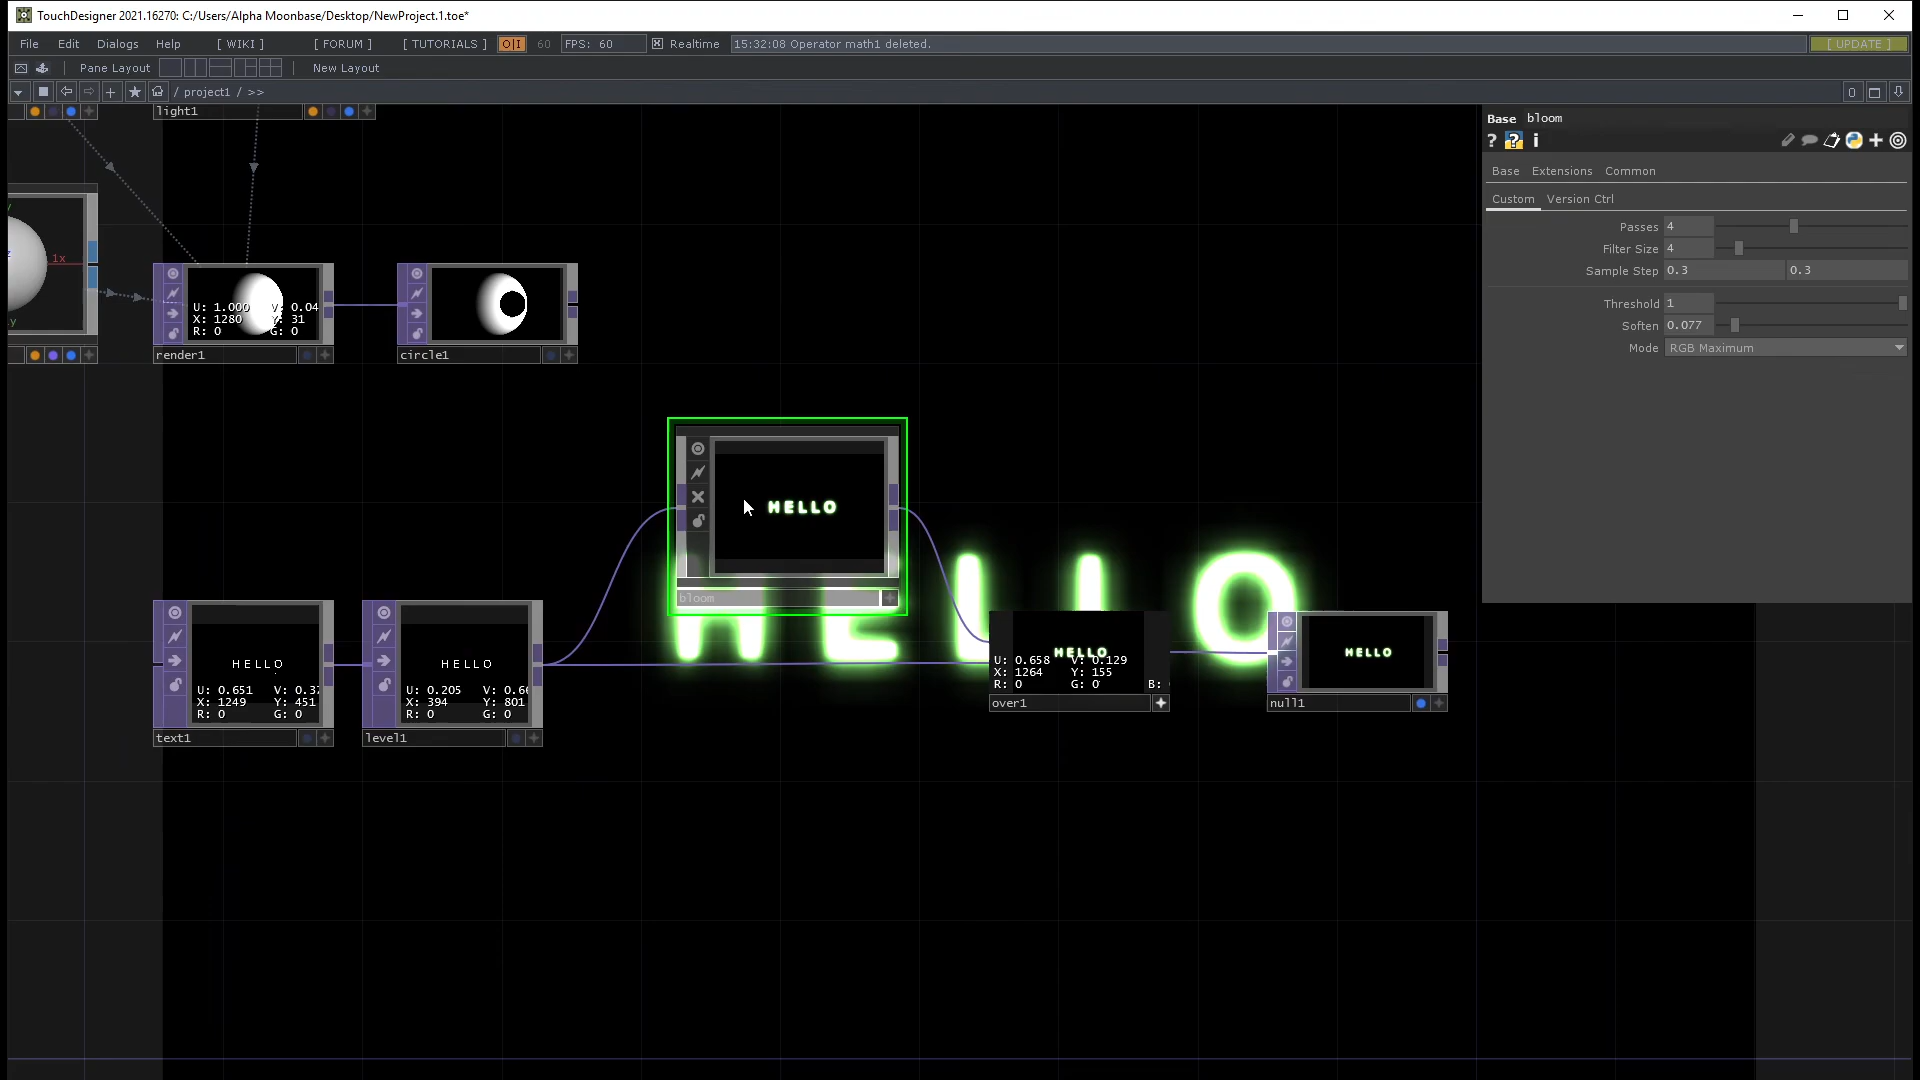 TouchDesigner 2021.16270: C:/Users/Alpha Moonbase/Desktop/NewProject.1.toe*
File Edit Dialogs Help [ WIKI ] [ FORUM ] [ TUTORIALS ] O|I 60 FPS: 60 Realtime 15:32:08 Operator math1 deleted. [ UPDATE ]
Pane Layout New Layout
/ project1 / >> 0
light1
Base bloom
? ? i
Base Extensions Common
Custom Version Ctrl
Passes 4
Filter Size 4
Sample Step 0.3 0.3
Threshold 1
Soften 0.077
Mode RGB Maximum
y
z
1x
y
U: 1.000 V: 0.04
X: 1280 Y: 31
R: 0 G: 0
render1
circle1
HELLO
bloom
HELLO
HELLO
U: 0.651 V: 0.37
X: 1249 Y: 451
R: 0 G: 0
text1
HELLO
U: 0.205 V: 0.66
X: 394 Y: 801
R: 0 G: 0
level1
HELLO
U: 0.658 V: 0.129
X: 1264 Y: 155
R: 0 G: 0 B:
over1
HELLO
null1